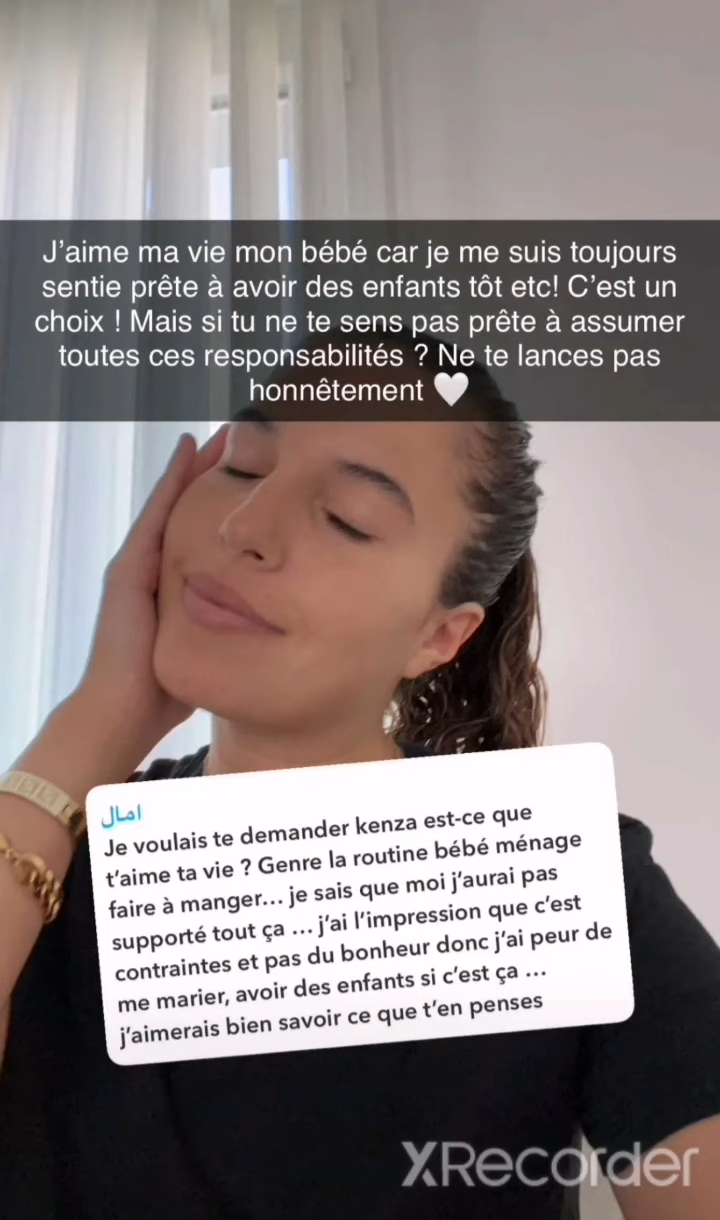 J’aime ma vie mon bébé car je me suis toujours
sentie prête à avoir des enfants tôt etc! C’est un
choix ! Mais si tu ne te sens pas prête à assumer
toutes ces responsabilités ? Ne te lances pas
honnêtement 🤍
امال
Je voulais te demander kenza est-ce que
t’aime ta vie ? Genre la routine bébé ménage
faire à manger... je sais que moi j’aurai pas
supporté tout ça ... j’ai l’impression que c’est
contraintes et pas du bonheur donc j’ai peur de
me marier, avoir des enfants si c’est ça ...
j’aimerais bien savoir ce que t’en penses
XRecorder